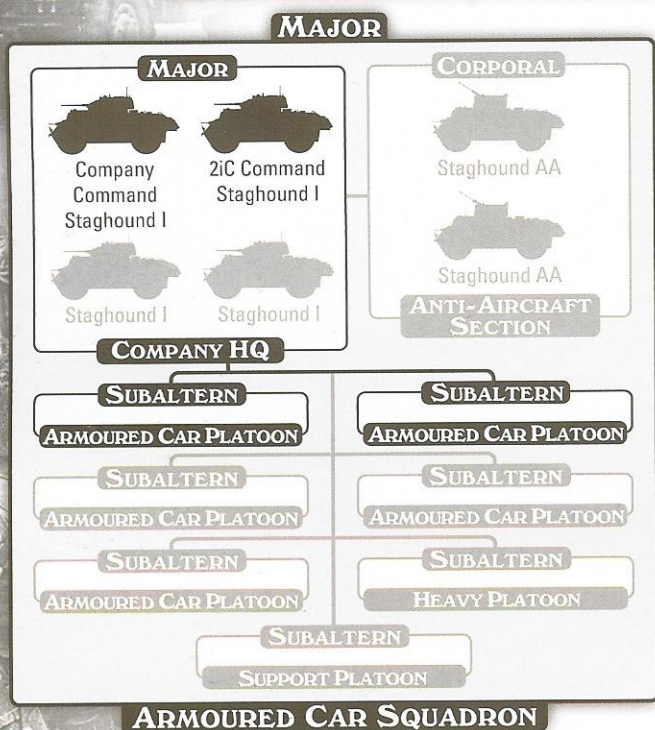 MAJOR
MAJOR
Company
Command
Staghound I
2iC Command
Staghound I
Staghound I
Staghound I
COMPANY HQ
CORPORAL
Staghound AA
Staghound AA
ANTI-AIRCRAFT
SECTION
SUBALTERN
ARMOURED CAR PLATOON
SUBALTERN
ARMOURED CAR PLATOON
SUBALTERN
ARMOURED CAR PLATOON
SUBALTERN
ARMOURED CAR PLATOON
SUBALTERN
ARMOURED CAR PLATOON
SUBALTERN
HEAVY PLATOON
SUBALTERN
SUPPORT PLATOON
ARMOURED CAR SQUADRON